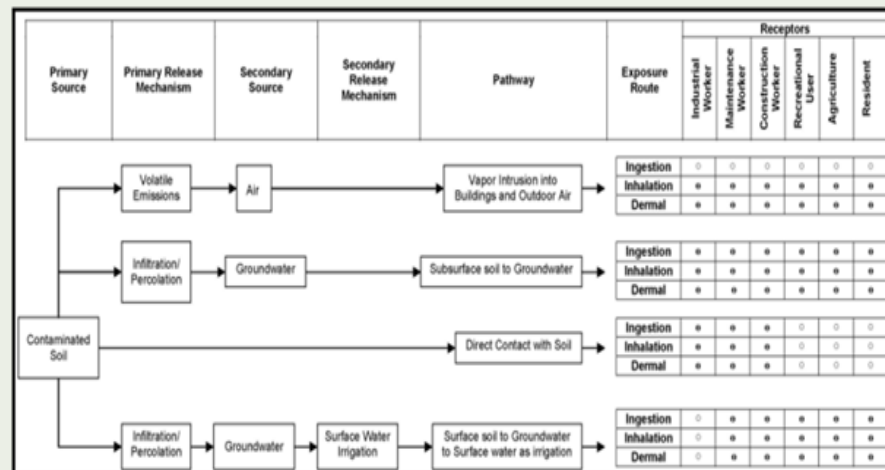 Receptors
Primary
Source
Primary Release
Mechanism
Secondary
Source
Secondary
Release
Mechanism
Pathway
Exposure
Route
Industrial
Worker
Maintenance
Worker
Construction
Worker
Recreational
User
Agriculture
Resident
Volatile
Emissions
Air
Vapor Intrusion into
Buildings and Outdoor Air
Ingestion
Inhalation
Dermal
Infiltration/
Percolation
Groundwater
Subsurface soil to Groundwater
Ingestion
Inhalation
Dermal
Contaminated
Soil
Direct Contact with Soil
Ingestion
Inhalation
Dermal
Infiltration/
Percolation
Groundwater
Surface Water
Irrigation
Surface soil to Groundwater
to Surface water as irrigation
Ingestion
Inhalation
Dermal